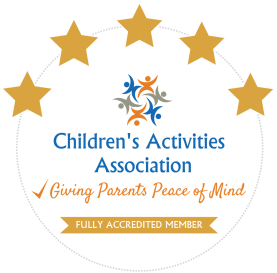 Children's Activities
Association
Giving Parents Peace of Mind
FULLY ACCREDITED MEMBER